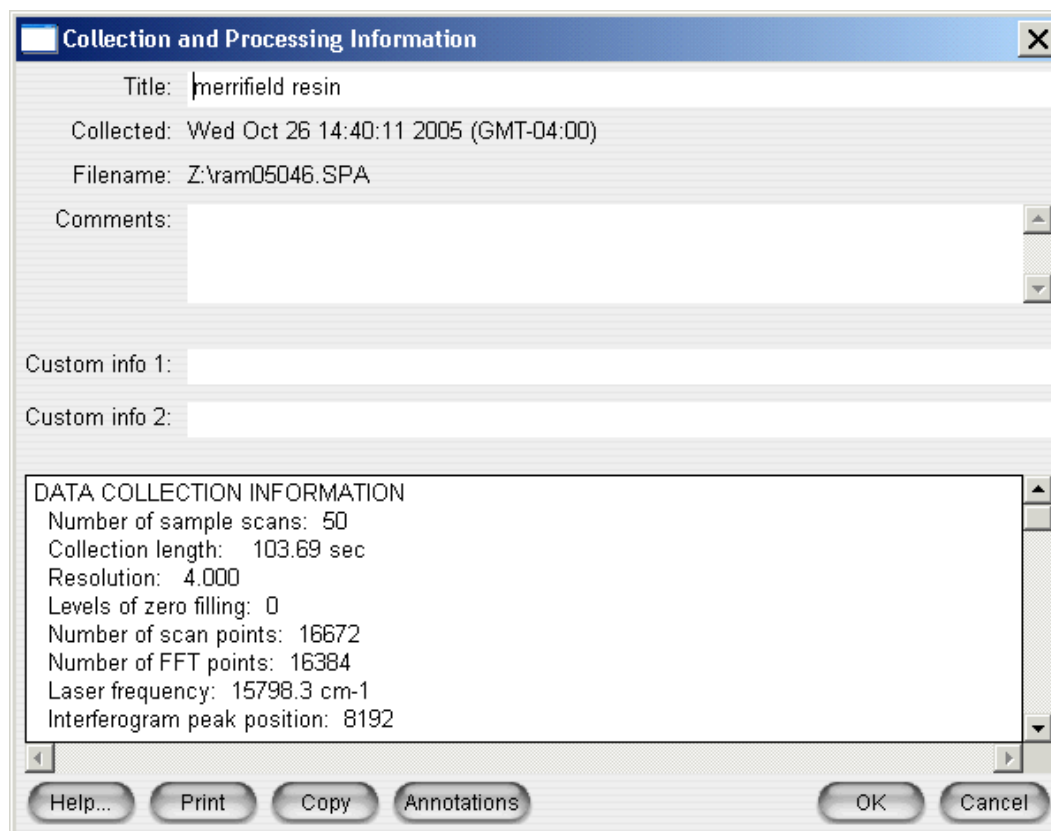 Collection and Processing Information
Title: merrifield resin
Collected: Wed Oct 26 14:40:11 2005 (GMT-04:00)
Filename: Z:\ram05046.SPA
Comments:
Custom info 1:
Custom info 2:
DATA COLLECTION INFORMATION
Number of sample scans: 50
Collection length: 103.69 sec
Resolution: 4.000
Levels of zero filling: 0
Number of scan points: 16672
Number of FFT points: 16384
Laser frequency: 15798.3 cm-1
Interferogram peak position: 8192
Help... Print Copy Annotations OK Cancel